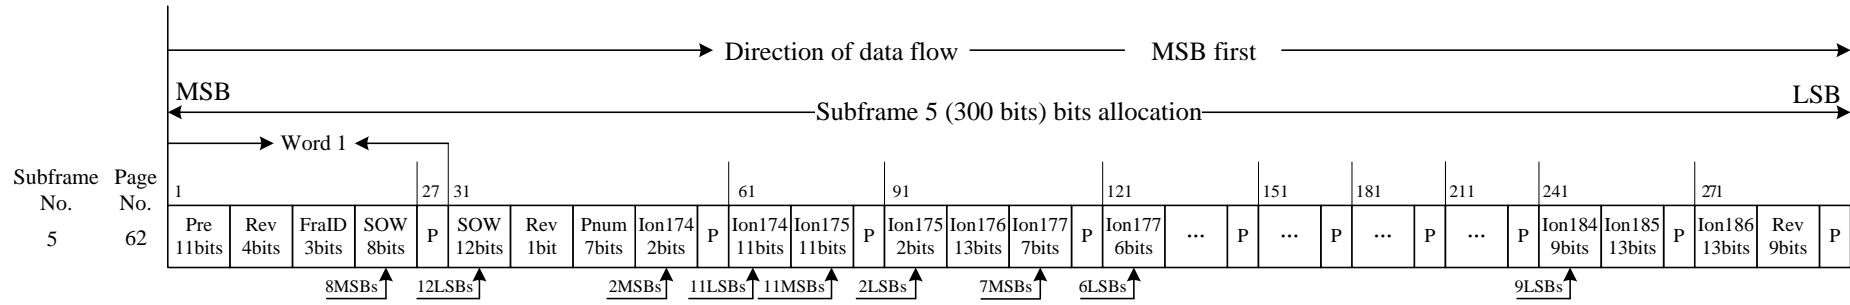 Direction of data flow MSB first
MSB LSB
Subframe 5 (300 bits) bits allocation
Word 1
Subframe Page
No. No.
1 27 31 61 91 121 151 181 211 241 271
5 62
Pre Rev FraID SOW P SOW Rev Pnum Ion174 P Ion174 Ion175 P Ion175 Ion176 Ion177 P Ion177 ... P ... P ... P ... P Ion184 Ion185 P Ion186 Rev P
11bits 4bits 3bits 8bits 12bits 1bit 7bits 2bits 11bits 11bits 2bits 13bits 7bits 6bits 9bits 13bits 13bits 9bits
8MSBs 12LSBs 2MSBs 11LSBs 11MSBs 2LSBs 7MSBs 6LSBs 9LSBs